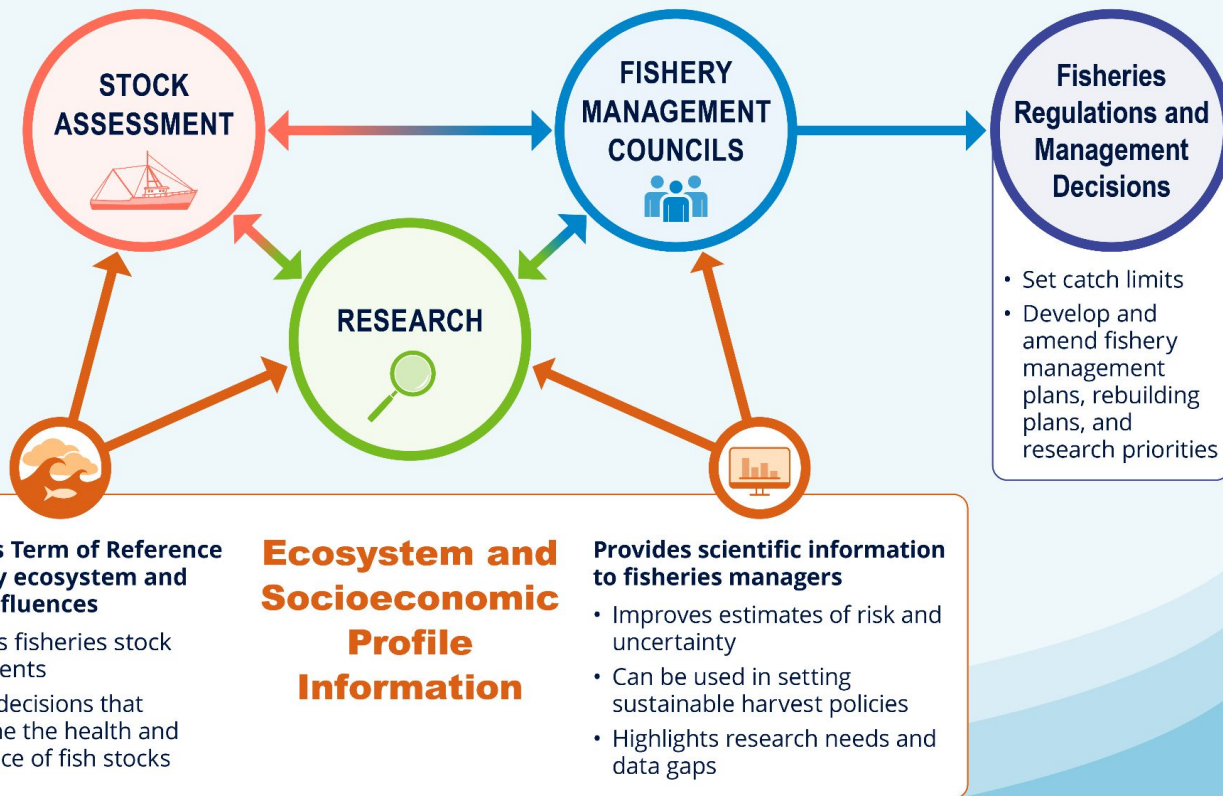 STOCK
ASSESSMENT
FISHERY
MANAGEMENT
COUNCILS
Fisheries
Regulations and
Management
Decisions
• Set catch limits
• Develop and
amend fishery
management
plans, rebuilding
plans, and
research priorities
RESEARCH
Term of Reference
ecosystem and
fisheries stock
decisions that
the health and
of fish stocks
Ecosystem and
Socioeconomic
Profile
Information
Provides scientific information
to fisheries managers
• Improves estimates of risk and
uncertainty
• Can be used in setting
sustainable harvest policies
• Highlights research needs and
data gaps